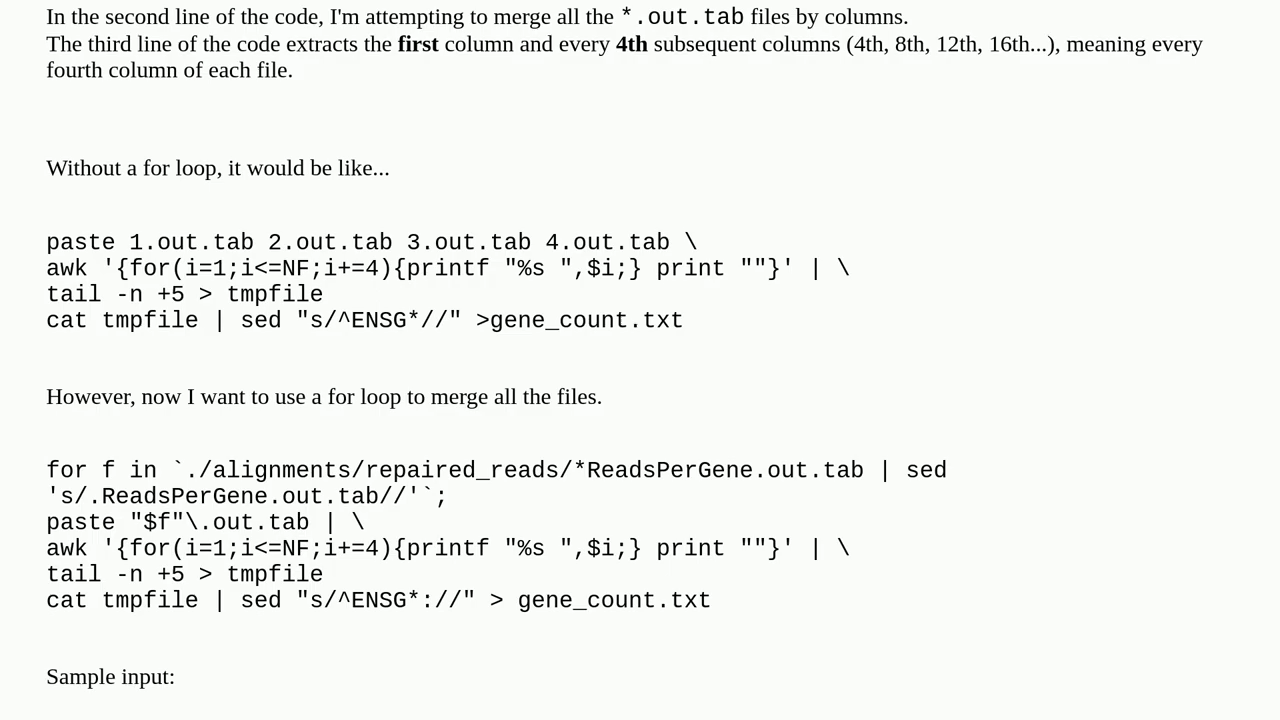 In the second line of the code, I'm attempting to merge all the *.out.tab files by columns.
The third line of the code extracts the first column and every 4th subsequent columns (4th, 8th, 12th, 16th...), meaning every
fourth column of each file.
Without a for loop, it would be like...
paste 1.out.tab 2.out.tab 3.out.tab 4.out.tab \
awk '{for(i=1;i<=NF;i+=4){printf "%s ",$i;} print ""}' | \
tail -n +5 > tmpfile
cat tmpfile | sed "s/^ENSG*//" >gene_count.txt
However, now I want to use a for loop to merge all the files.
for f in `./alignments/repaired_reads/*ReadsPerGene.out.tab | sed
's/.ReadsPerGene.out.tab//'`;
paste "$f"\.out.tab | \
awk '{for(i=1;i<=NF;i+=4){printf "%s ",$i;} print ""}' | \
tail -n +5 > tmpfile
cat tmpfile | sed "s/^ENSG*://" > gene_count.txt
Sample input: